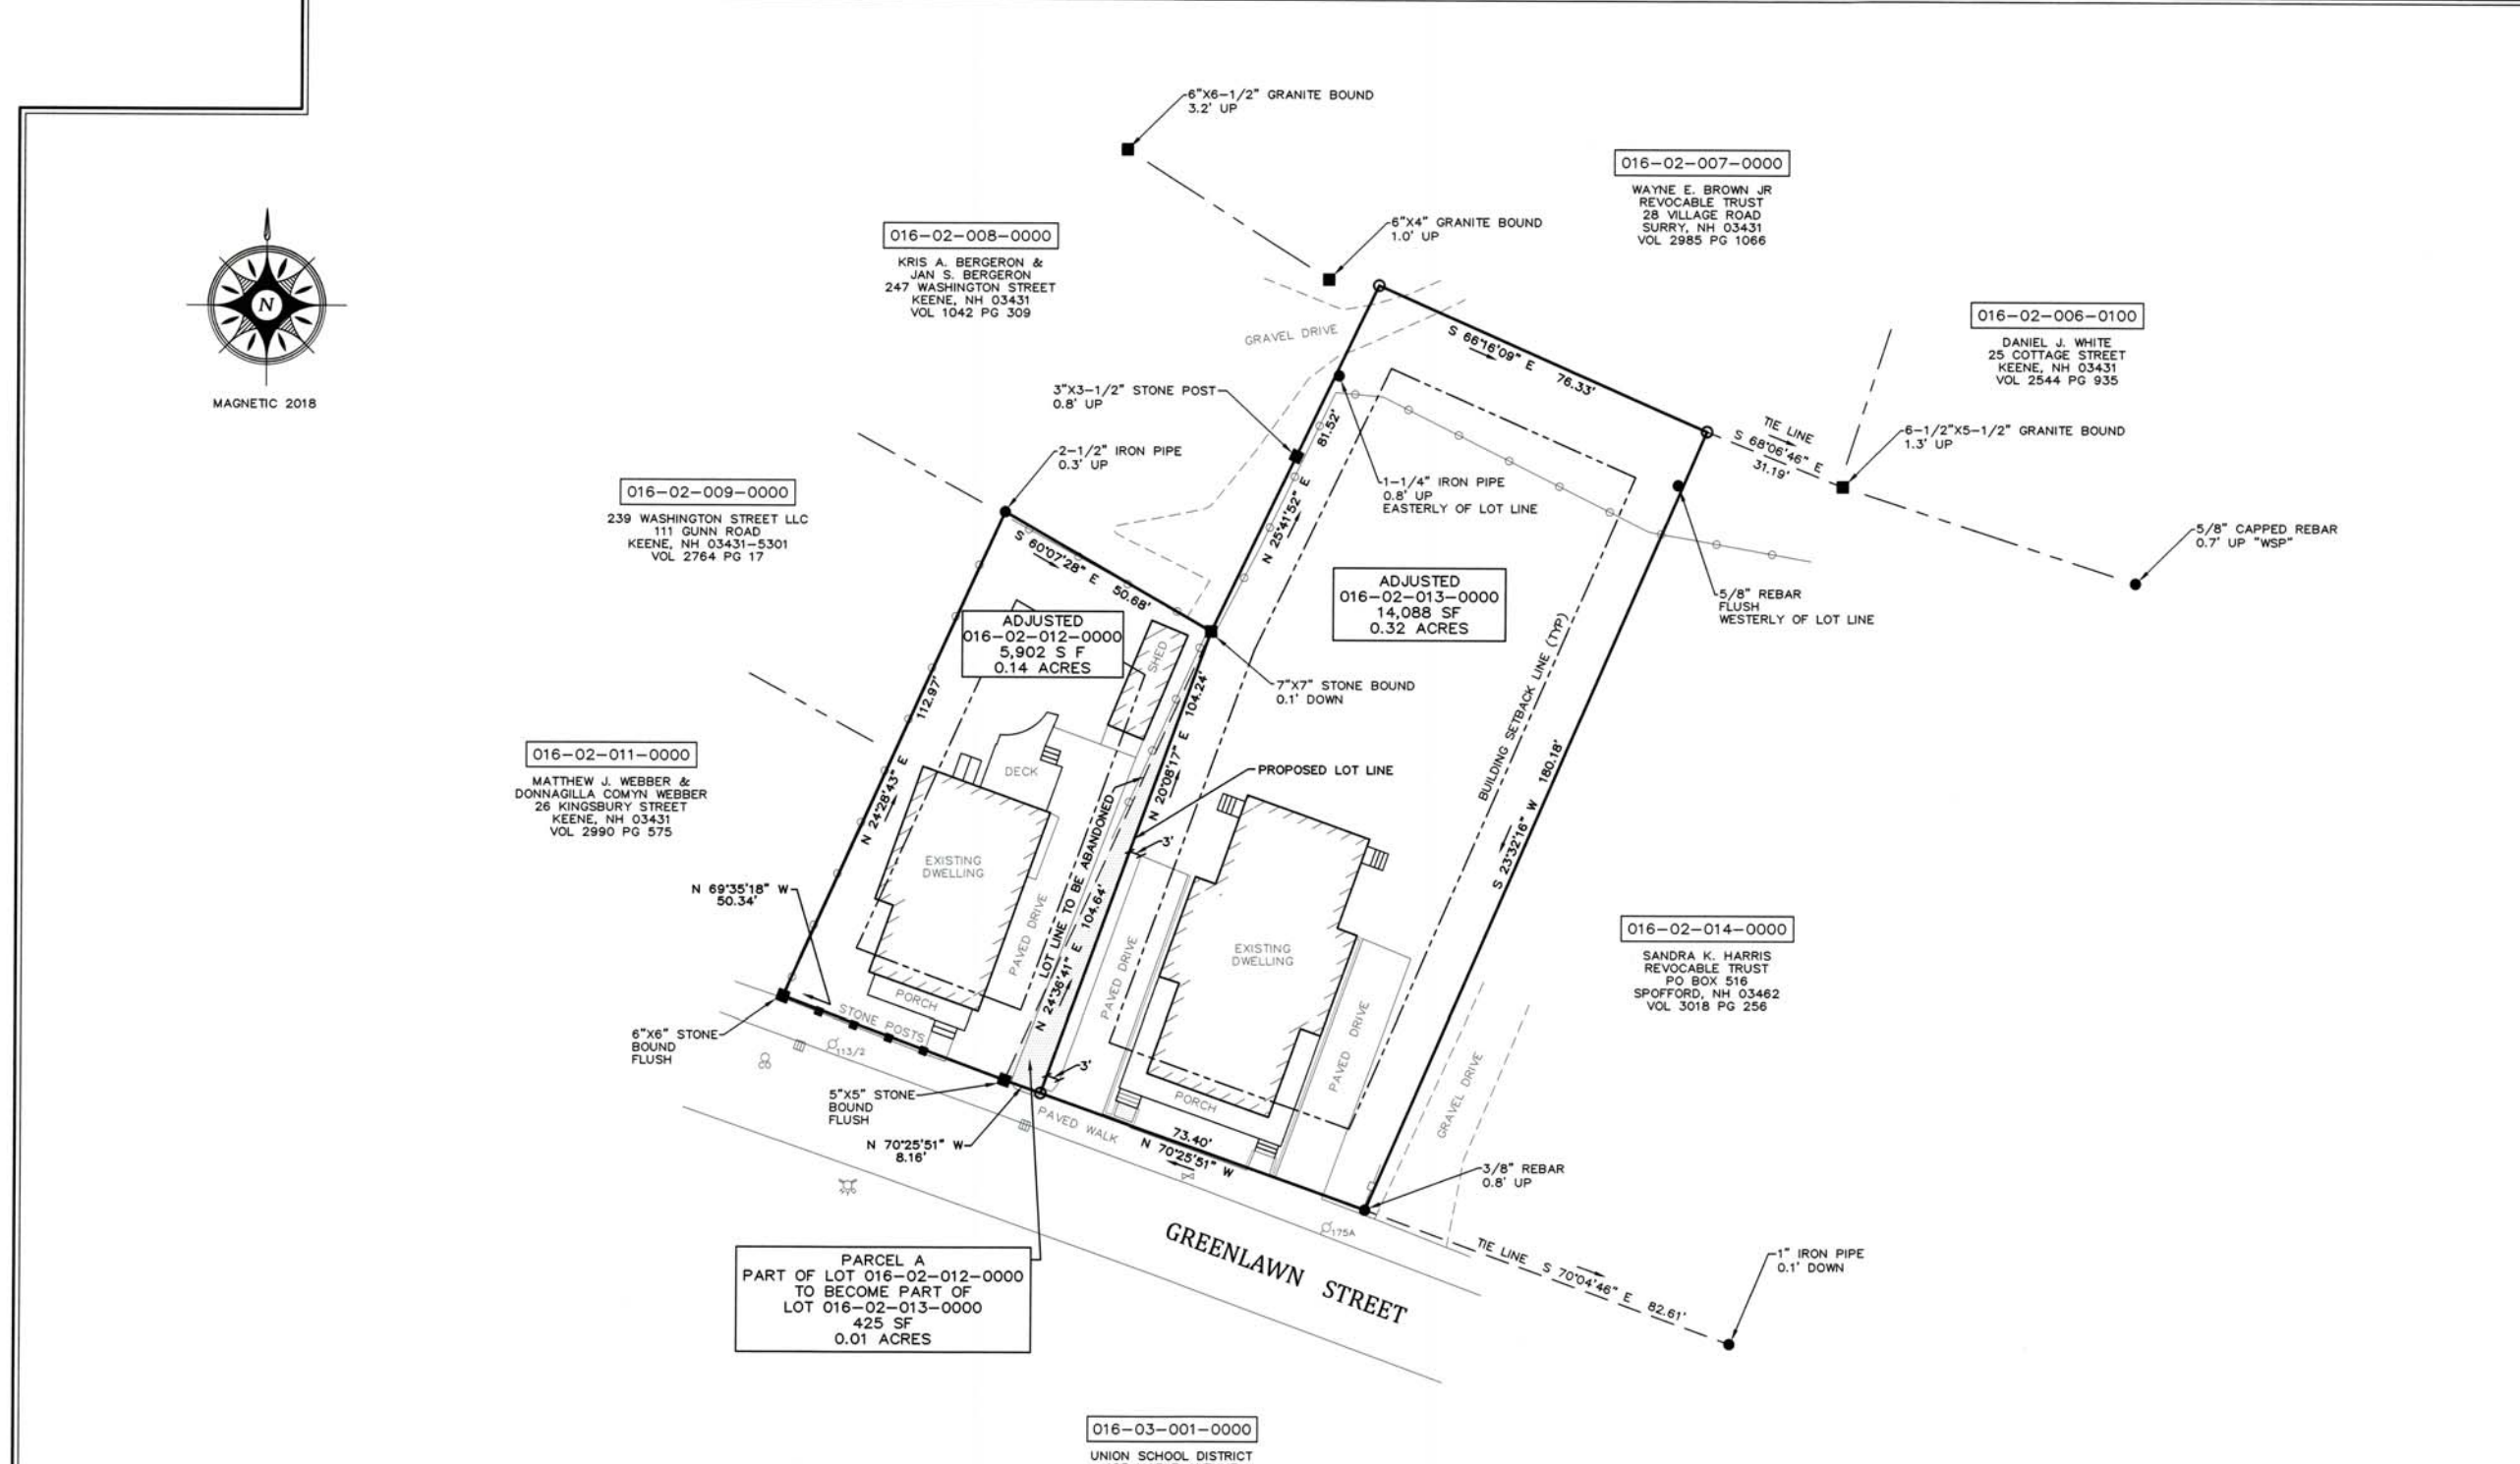 6"X6-1/2" GRANITE BOUND
3.2' UP
016-02-007-0000
WAYNE E. BROWN JR
REVOCABLE TRUST
28 VILLAGE ROAD
SURRY, NH 03431
VOL 2985 PG 1066
016-02-008-0000
KRIS A. BERGERON &
JAN S. BERGERON
247 WASHINGTON STREET
KEENE, NH 03431
VOL 1042 PG 309
6"X4" GRANITE BOUND
1.0' UP
N
MAGNETIC 2018
GRAVEL DRIVE
S 66°16'09" E 76.33'
016-02-006-0100
DANIEL J. WHITE
25 COTTAGE STREET
KEENE, NH 03431
VOL 2544 PG 935
3"X3-1/2" STONE POST
0.8' UP
81.52'
N 25°41'52" E
TIE LINE
S 68°06'46" E
31.19'
6-1/2"X5-1/2" GRANITE BOUND
1.3' UP
2-1/2" IRON PIPE
0.3' UP
1-1/4" IRON PIPE
0.8' UP
EASTERLY OF LOT LINE
016-02-009-0000
239 WASHINGTON STREET LLC
111 GUNN ROAD
KEENE, NH 03431-5301
VOL 2764 PG 17
S 60°07'28" E 50.68'
5/8" CAPPED REBAR
0.7' UP "WSP"
ADJUSTED
016-02-013-0000
14,088 SF
0.32 ACRES
5/8" REBAR
FLUSH
WESTERLY OF LOT LINE
ADJUSTED
016-02-012-0000
5,902 S F
0.14 ACRES
SHED
7"X7" STONE BOUND
0.1' DOWN
N 24°28'43" E 112.97'
N 20°08'17" E 104.24'
BUILDING SETBACK LINE (TYP)
S 23°32'16" W 180.18'
016-02-011-0000
MATTHEW J. WEBBER &
DONNAGILLA COMYN WEBBER
26 KINGSBURY STREET
KEENE, NH 03431
VOL 2990 PG 575
DECK
PROPOSED LOT LINE
LOT LINE TO BE ABANDONED
N 24°36'41" E 104.64'
3'
EXISTING
DWELLING
PAVED DRIVE
N 69°35'18" W
50.34'
PAVED DRIVE
EXISTING
DWELLING
016-02-014-0000
SANDRA K. HARRIS
REVOCABLE TRUST
PO BOX 516
SPOFFORD, NH 03462
VOL 3018 PG 256
PORCH
STONE POSTS
6"X6" STONE
BOUND
FLUSH
113/2
3'
PAVED DRIVE
GRAVEL DRIVE
5"X5" STONE
BOUND
FLUSH
PORCH
PAVED WALK
N 70°25'51" W
8.16'
73.40'
N 70°25'51" W
3/8" REBAR
0.8' UP
175A
GREENLAWN STREET
TIE LINE S 70°04'46" E 82.61'
1" IRON PIPE
0.1' DOWN
PARCEL A
PART OF LOT 016-02-012-0000
TO BECOME PART OF
LOT 016-02-013-0000
425 SF
0.01 ACRES
016-03-001-0000
UNION SCHOOL DISTRICT